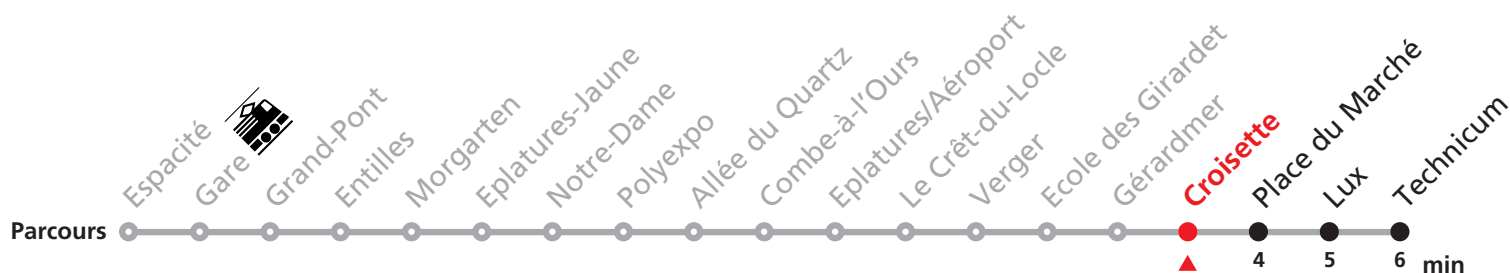 Espacité
Gare
Grand-Pont
Entilles
Morgarten
Eplatures-Jaune
Notre-Dame
Polyexpo
Allée du Quartz
Combe-à-l'Ours
Eplatures/Aéroport
Le Crêt-du-Locle
Verger
Ecole des Girardet
Gérardmer
Croisette
Place du Marché
Lux
Technicum
Parcours
4 5 6 min